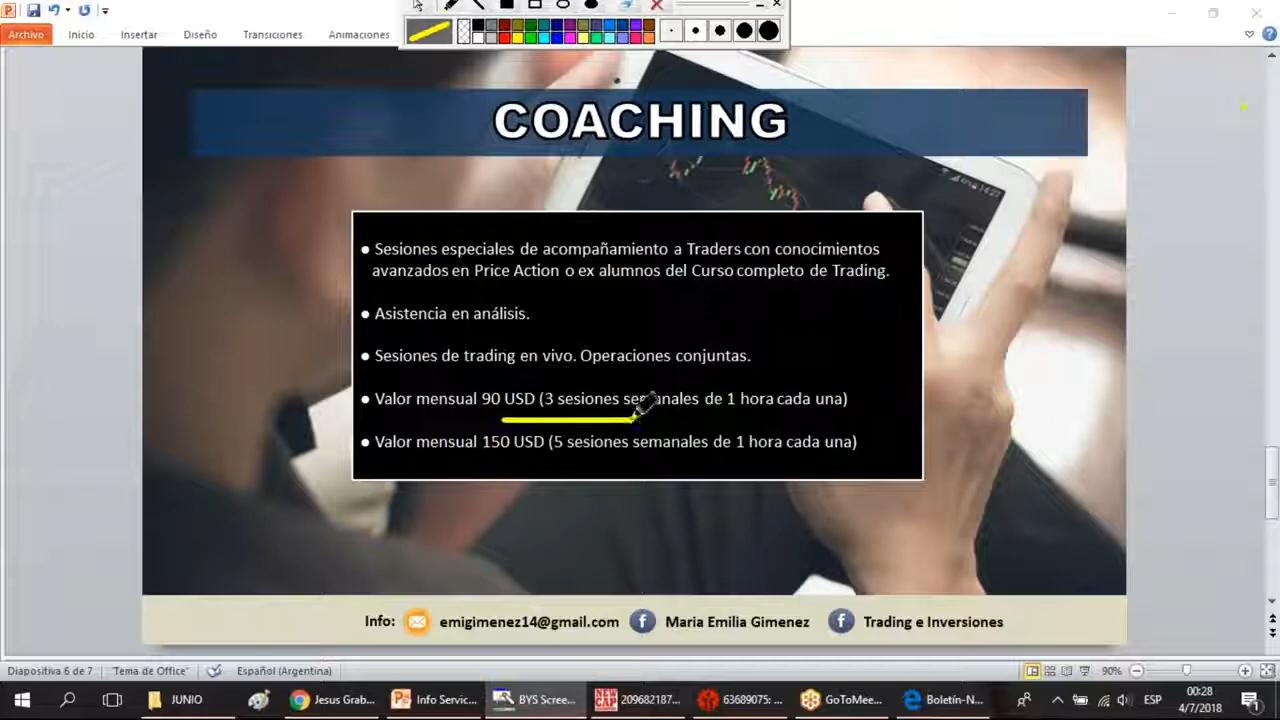 Archivo
Inicio
Insertar
Diseño
Transiciones
Animaciones
COACHING
● Sesiones especiales de acompañamiento a Traders con conocimientos
avanzados en Price Action o ex alumnos del Curso completo de Trading.
● Asistencia en análisis.
● Sesiones de trading en vivo. Operaciones conjuntas.
● Valor mensual 90 USD (3 sesiones semanales de 1 hora cada una)
● Valor mensual 150 USD (5 sesiones semanales de 1 hora cada una)
Info: emigimenez14@gmail.com Maria Emilia Gimenez Trading e Inversiones
Diapositiva 6 de 7 "Tema de Office" Español (Argentina) 90%
JUNIO Jesus Grab... Info Servic... BYS Scree... 209682187... 63689075: ... GoToMee... Boletín-N... ESP
00:28
4/7/2018